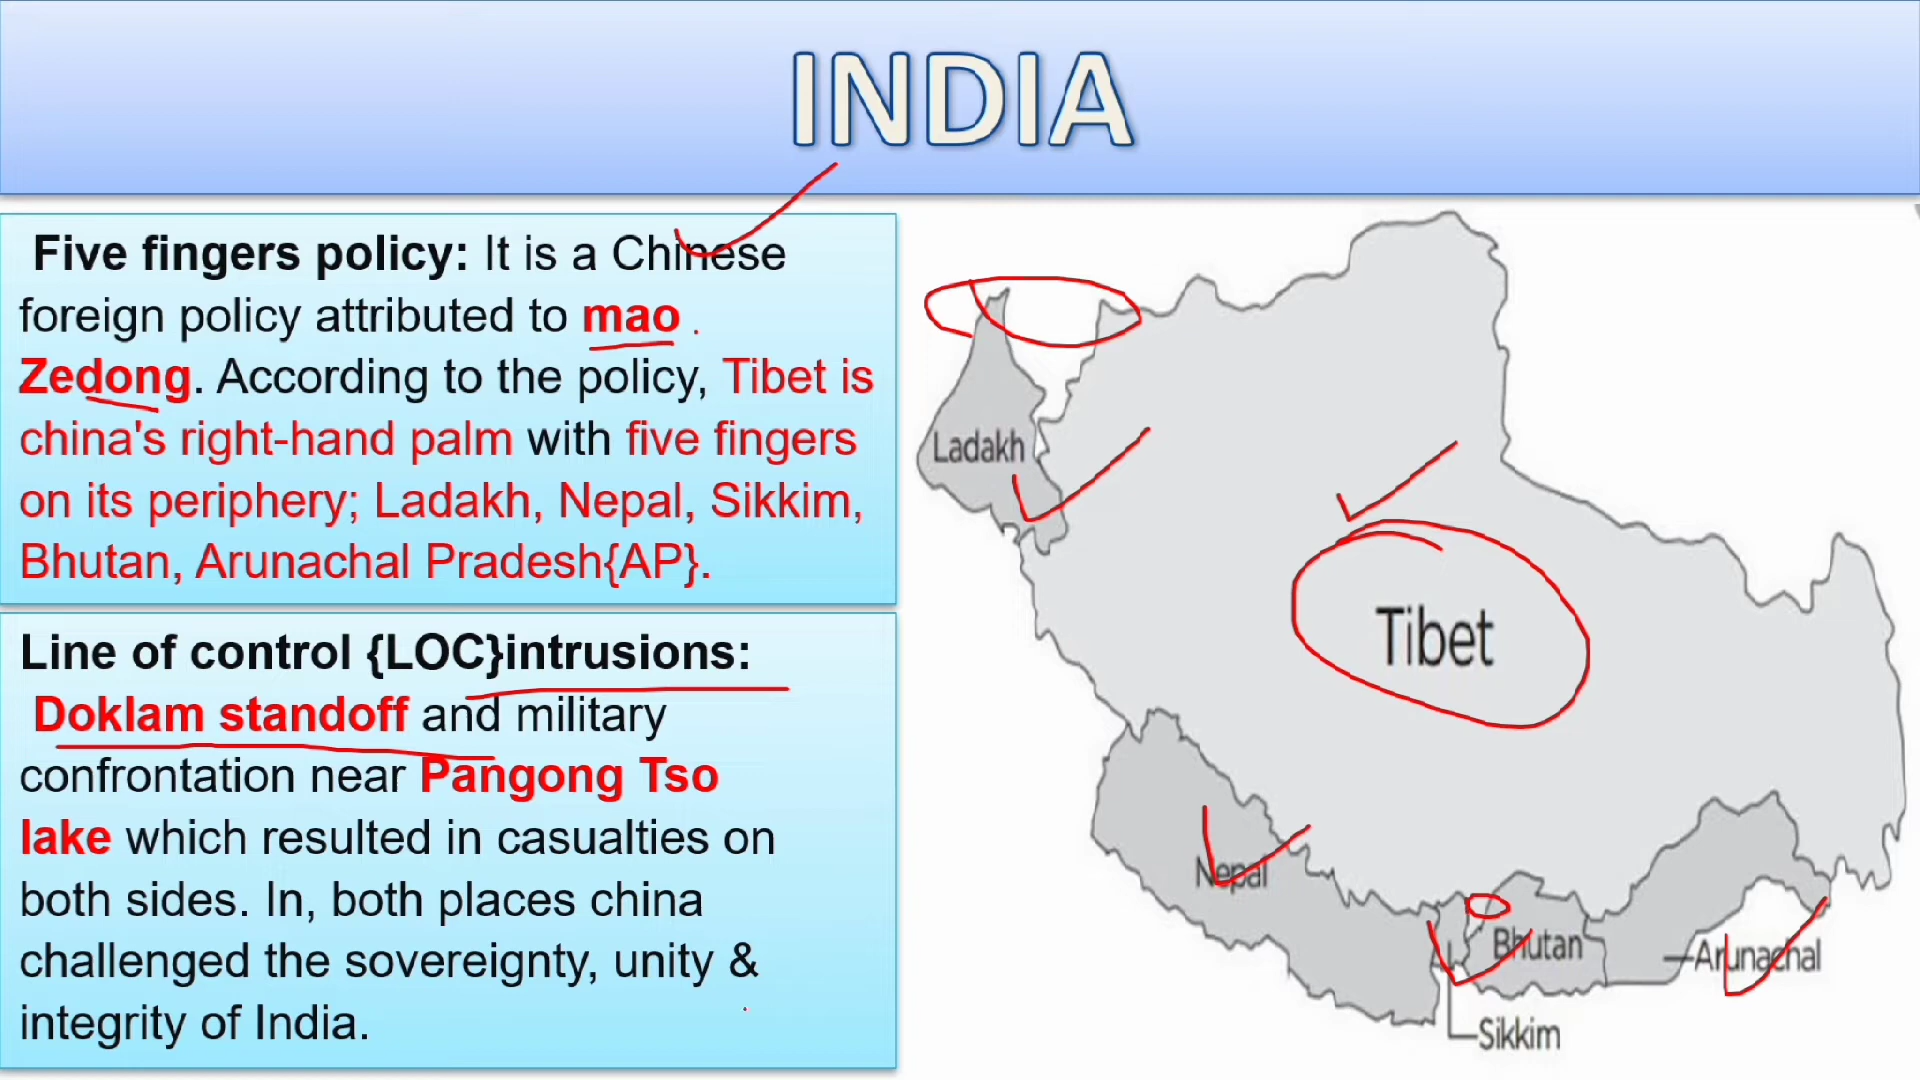 INDIA
Five fingers policy: It is a Chinese
foreign policy attributed to mao .
Zedong. According to the policy, Tibet is
china's right-hand palm with five fingers
on its periphery; Ladakh, Nepal, Sikkim,
Bhutan, Arunachal Pradesh{AP}.
Line of control {LOC}intrusions:
Doklam standoff and military
confrontation near Pangong Tso
lake which resulted in casualties on
both sides. In, both places china
challenged the sovereignty, unity &
integrity of India.
Ladakh
Tibet
Nepal
Bhutan
Arunachal
Sikkim